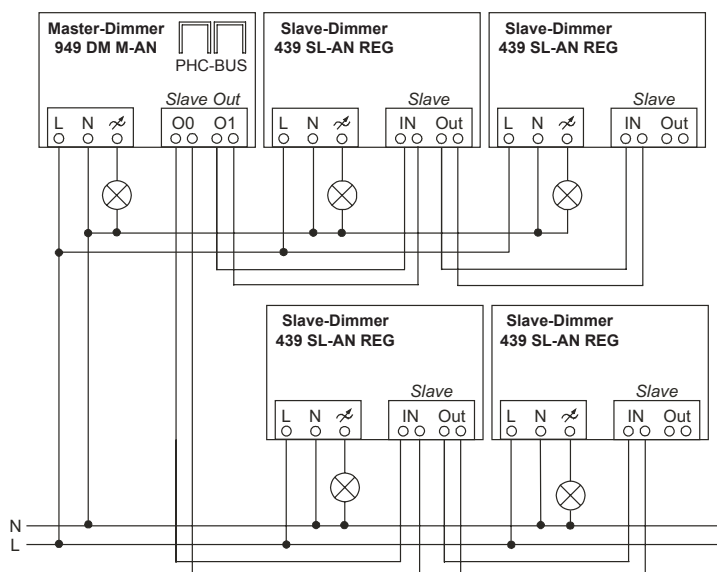 Master-Dimmer
949 DM M-AN
PHC-BUS
Slave Out
L N
O0 O1
Slave-Dimmer
439 SL-AN REG
Slave
L N
IN Out
Slave-Dimmer
439 SL-AN REG
Slave
L N
IN Out
Slave-Dimmer
439 SL-AN REG
Slave
L N
IN Out
Slave-Dimmer
439 SL-AN REG
Slave
L N
IN Out
N
L